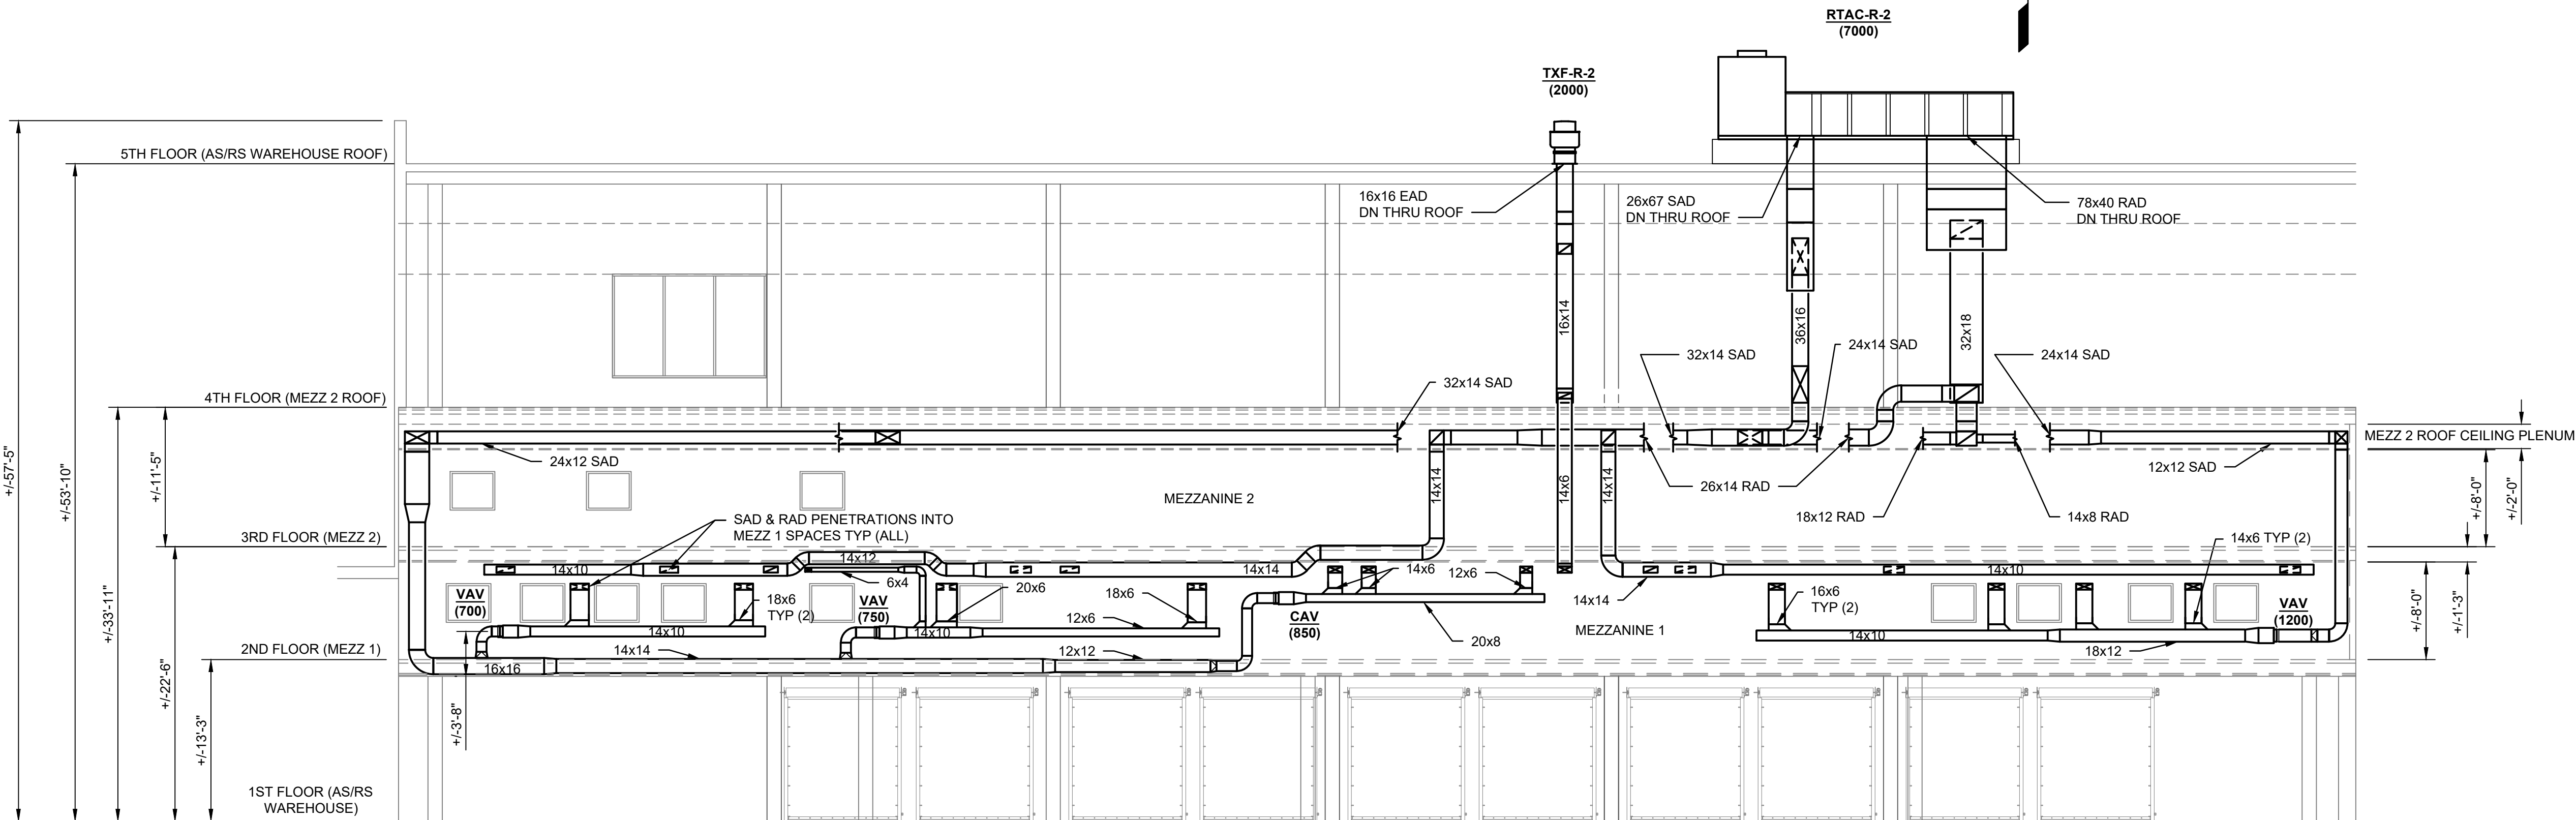 RTAC-R-2
(7000)
TXF-R-2
(2000)
5TH FLOOR (AS/RS WAREHOUSE ROOF)
16x16 EAD
DN THRU ROOF
26x67 SAD
DN THRU ROOF
78x40 RAD
DN THRU ROOF
16x14
36x16
32x18
32x14 SAD
32x14 SAD
24x14 SAD
24x14 SAD
4TH FLOOR (MEZZ 2 ROOF)
MEZZ 2 ROOF CEILING PLENUM
24x12 SAD
12x12 SAD
14x14
14x6
14x14
26x14 RAD
18x12 RAD
14x8 RAD
MEZZANINE 2
SAD & RAD PENETRATIONS INTO
MEZZ 1 SPACES TYP (ALL)
3RD FLOOR (MEZZ 2)
14x6 TYP (2)
14x10
14x12
6x4
14x14
14x6
12x6
14x10
VAV
(700)
18x6
TYP (2)
VAV
(750)
20x6
18x6
12x6
14x10
14x10
CAV
(850)
20x8
14x14
MEZZANINE 1
16x6
TYP (2)
VAV
(1200)
14x10
18x12
2ND FLOOR (MEZZ 1)
14x14
12x12
16x16
1ST FLOOR (AS/RS
WAREHOUSE)
+/-57'-5"
+/-53'-10"
+/-33'-11"
+/-11'-5"
+/-22'-6"
+/-13'-3"
+/-3'-8"
+/-8'-0"
+/-2'-0"
+/-8'-0"
+/-1'-3"